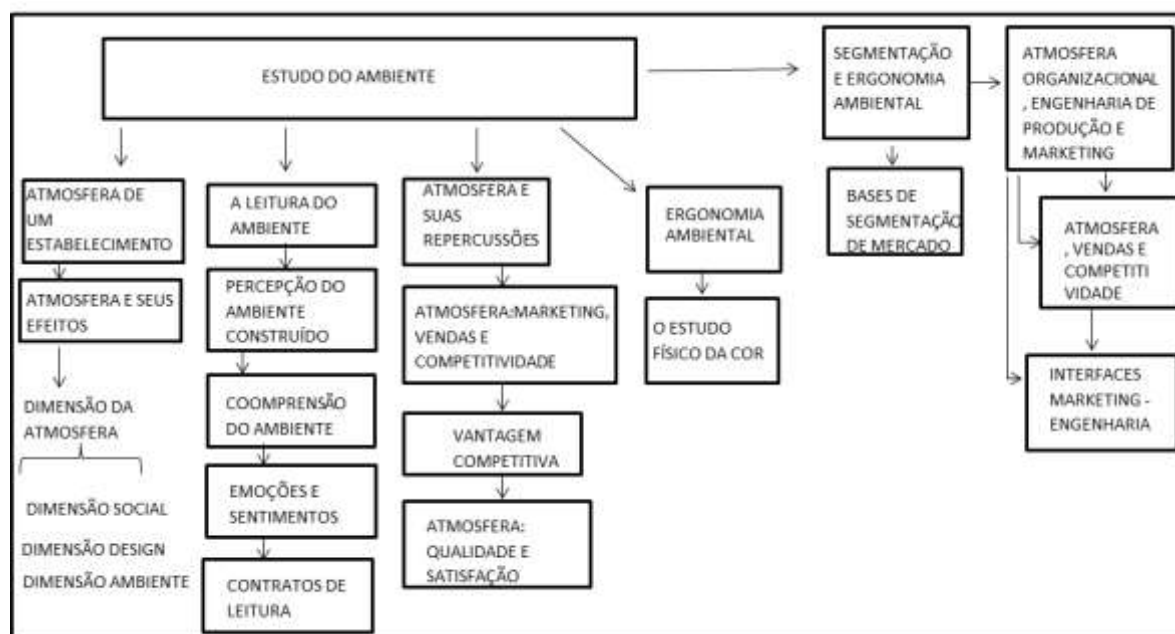 ESTUDO DO AMBIENTE
SEGMENTAÇÃO
E ERGONOMIA
AMBIENTAL
ATMOSFERA
ORGANIZACIONAL
, ENGENHARIA DE
PRODUÇÃO E
MARKETING
ATMOSFERA DE
UM
ESTABELECIMENTO
A LEITURA DO
AMBIENTE
ATMOSFERA E
SUAS
REPERCUSSÕES
ERGONOMIA
AMBIENTAL
BASES DE
SEGMENTAÇÃO
DE MERCADO
ATMOSFERA
, VENDAS E
COMPETITI
VIDADE
ATMOSFERA E SEUS
EFEITOS
PERCEPÇÃO DO
AMBIENTE
CONSTRUÍDO
ATMOSFERA:MARKETING,
VENDAS E
COMPETITIVIDADE
O ESTUDO
FÍSICO DA COR
INTERFACES
MARKETING -
ENGENHARIA
DIMENSÃO DA
ATMOSFERA
COOMPRENSÃO
DO AMBIENTE
VANTAGEM
COMPETITIVA
DIMENSÃO SOCIAL
DIMENSÃO DESIGN
DIMENSÃO AMBIENTE
EMOÇÕES E
SENTIMENTOS
ATMOSFERA:
QUALIDADE E
SATISFAÇÃO
CONTRATOS DE
LEITURA